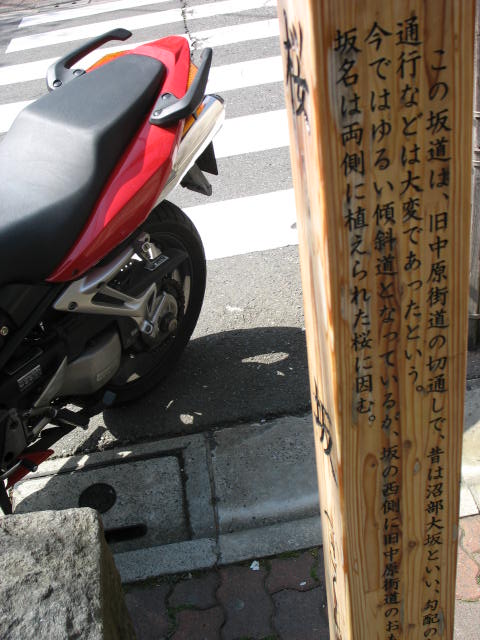 この坂道は、旧中原街道の切通しで、昔は沼部大坂といい、勾配の
通行などは大変であったという。
今ではゆるい傾斜道となっているが、坂の西側に旧中原街道のおも
坂名は両側に植えられた桜に因む。
桜
坂